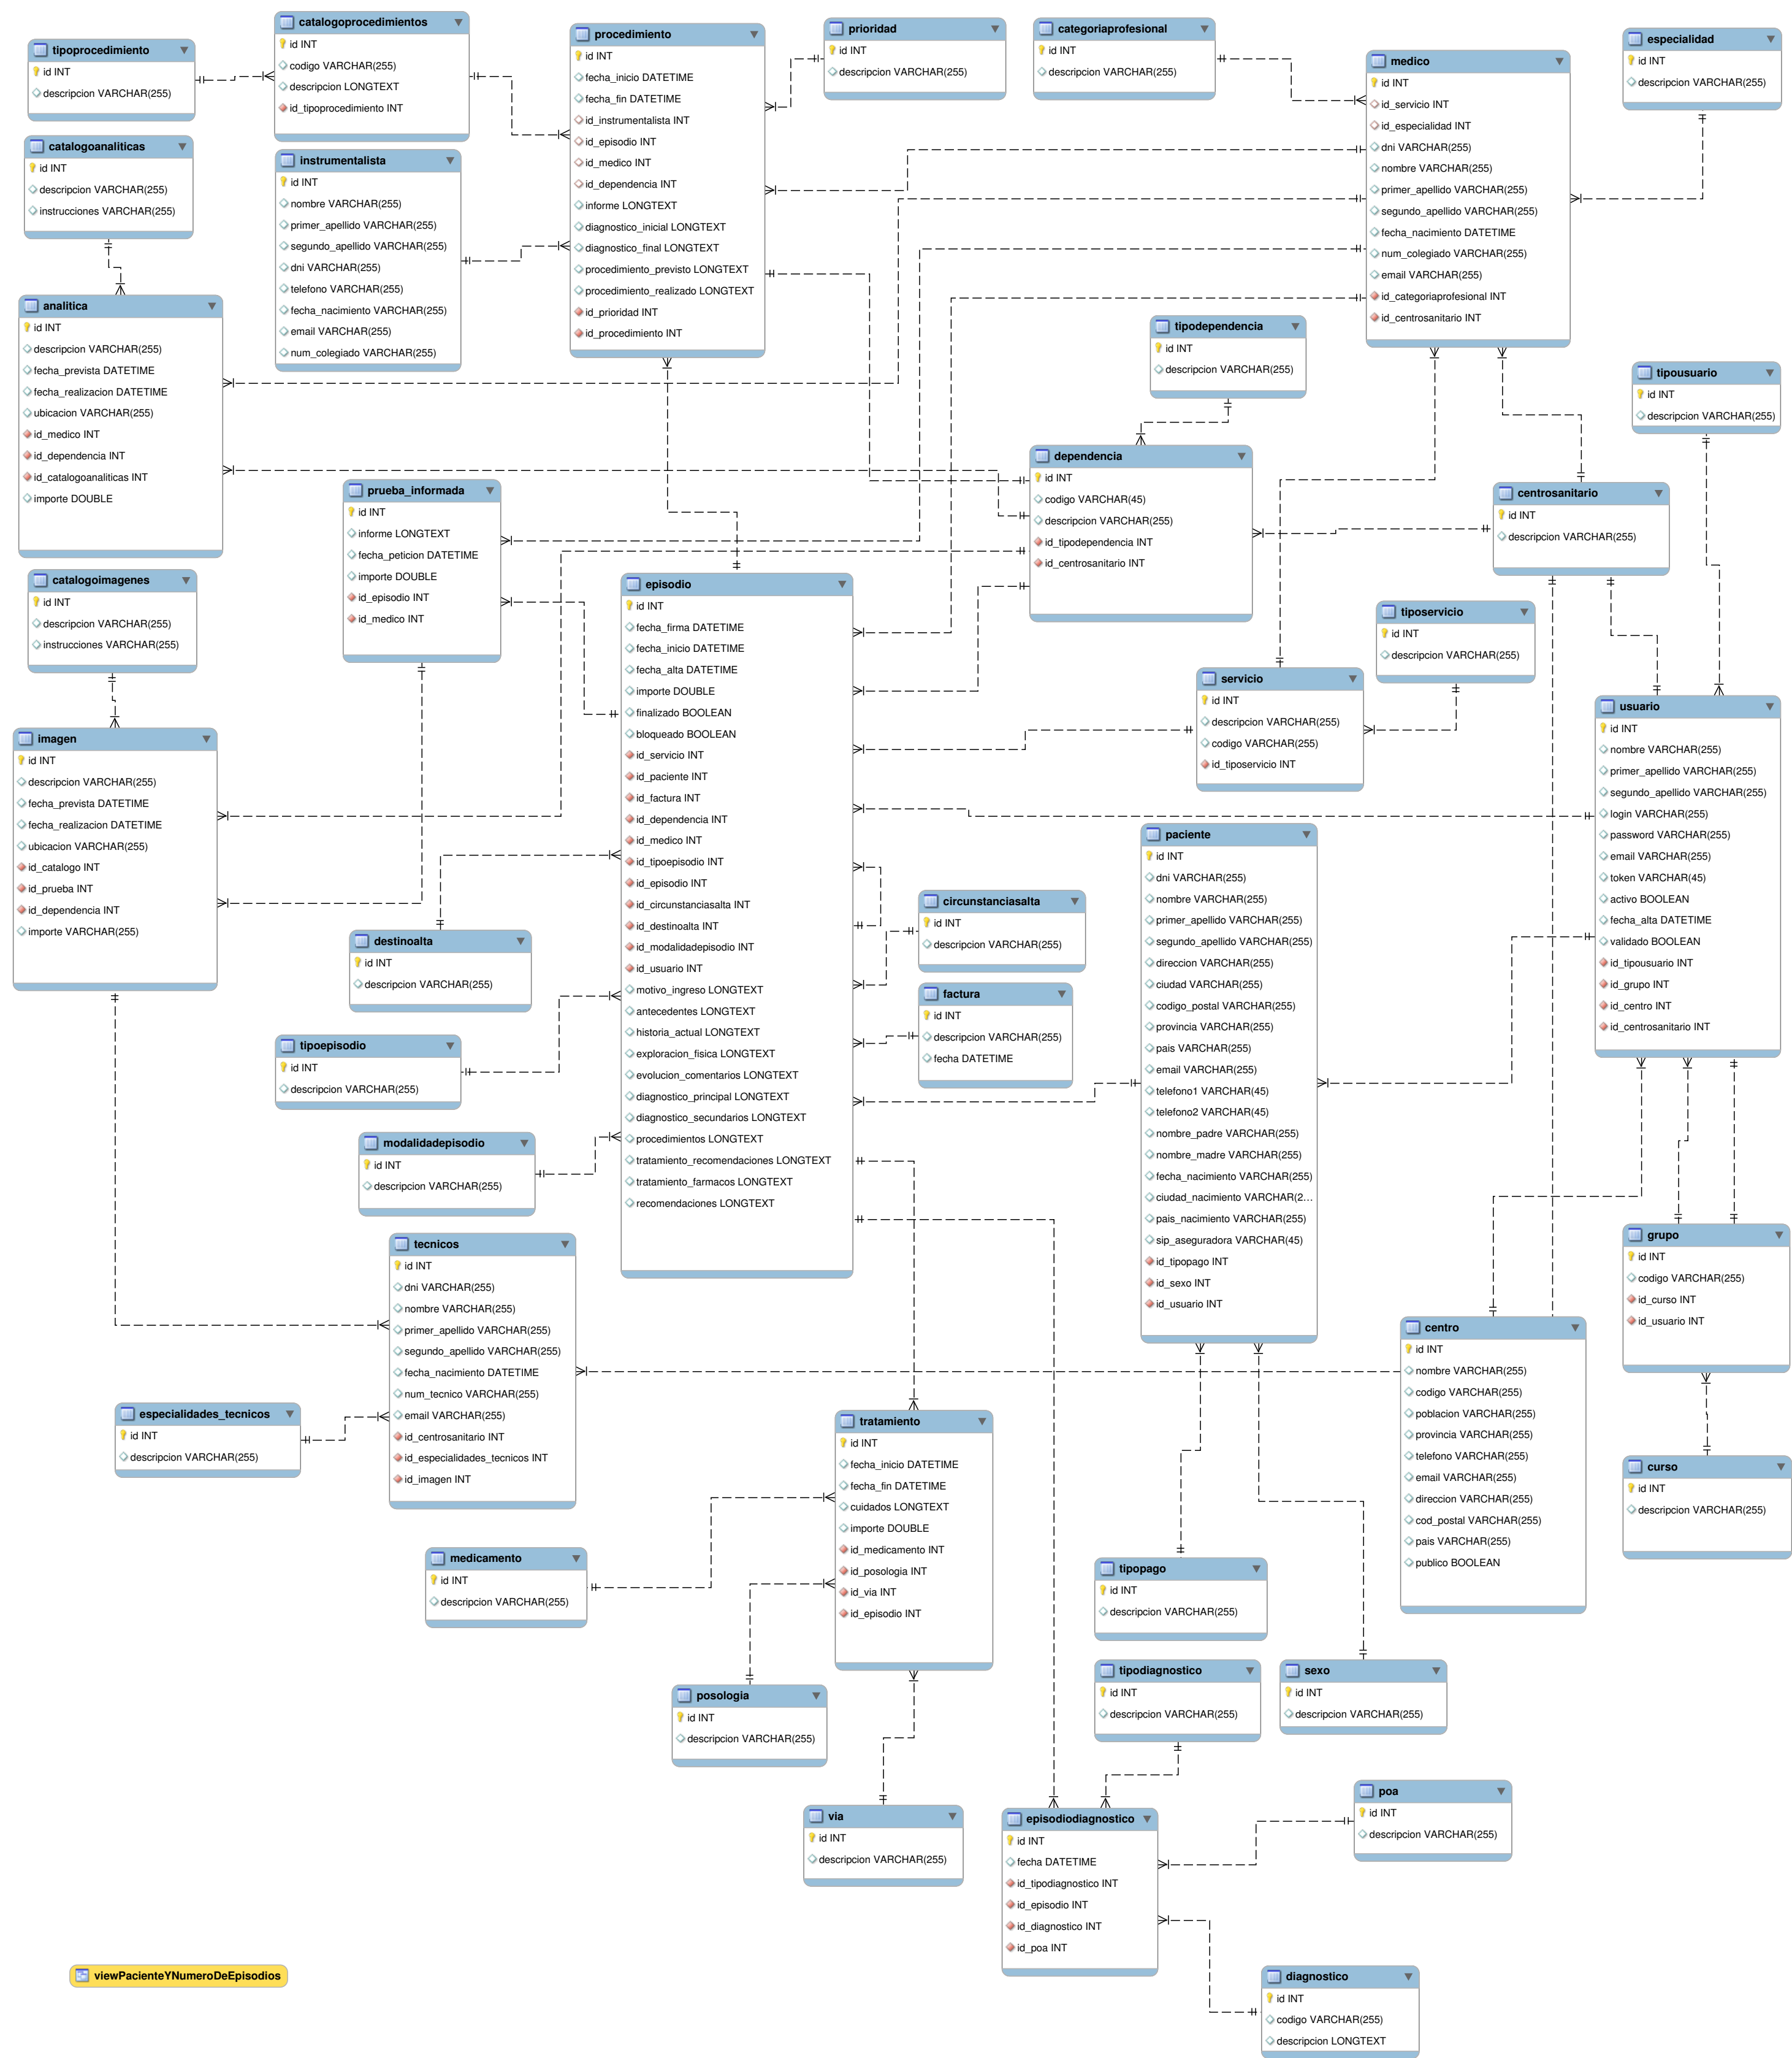 tipoprocedimiento
id INT
descripcion VARCHAR(255)
catalogoprocedimientos
id INT
codigo VARCHAR(255)
descripcion LONGTEXT
id_tipoprocedimiento INT
procedimiento
id INT
fecha_inicio DATETIME
fecha_fin DATETIME
id_instrumentalista INT
id_episodio INT
id_medico INT
id_dependencia INT
informe LONGTEXT
diagnostico_inicial LONGTEXT
diagnostico_final LONGTEXT
procedimiento_previsto LONGTEXT
procedimiento_realizado LONGTEXT
id_prioridad INT
id_procedimiento INT
prioridad
id INT
descripcion VARCHAR(255)
categoriaprofesional
id INT
descripcion VARCHAR(255)
medico
id INT
id_servicio INT
id_especialidad INT
dni VARCHAR(255)
nombre VARCHAR(255)
primer_apellido VARCHAR(255)
segundo_apellido VARCHAR(255)
fecha_nacimiento DATETIME
num_colegiado VARCHAR(255)
email VARCHAR(255)
id_categoriaprofesional INT
id_centrosanitario INT
especialidad
id INT
descripcion VARCHAR(255)
catalogoanaliticas
id INT
descripcion VARCHAR(255)
instrucciones VARCHAR(255)
instrumentalista
id INT
nombre VARCHAR(255)
primer_apellido VARCHAR(255)
segundo_apellido VARCHAR(255)
dni VARCHAR(255)
telefono VARCHAR(255)
fecha_nacimiento VARCHAR(255)
email VARCHAR(255)
num_colegiado VARCHAR(255)
analitica
id INT
descripcion VARCHAR(255)
fecha_prevista DATETIME
fecha_realizacion DATETIME
ubicacion VARCHAR(255)
id_medico INT
id_dependencia INT
id_catalogoanaliticas INT
importe DOUBLE
tipodependencia
id INT
descripcion VARCHAR(255)
tipousuario
id INT
descripcion VARCHAR(255)
dependencia
id INT
codigo VARCHAR(45)
descripcion VARCHAR(255)
id_tipodependencia INT
id_centrosanitario INT
prueba_informada
id INT
informe LONGTEXT
fecha_peticion DATETIME
importe DOUBLE
id_episodio INT
id_medico INT
centrosanitario
id INT
descripcion VARCHAR(255)
catalogoimagenes
id INT
descripcion VARCHAR(255)
instrucciones VARCHAR(255)
episodio
id INT
fecha_firma DATETIME
fecha_inicio DATETIME
fecha_alta DATETIME
importe DOUBLE
finalizado BOOLEAN
bloqueado BOOLEAN
id_servicio INT
id_paciente INT
id_factura INT
id_dependencia INT
id_medico INT
id_tipoepisodio INT
id_episodio INT
id_circunstanciasalta INT
id_destinoalta INT
id_modalidadepisodio INT
id_usuario INT
motivo_ingreso LONGTEXT
antecedentes LONGTEXT
historia_actual LONGTEXT
exploracion_fisica LONGTEXT
evolucion_comentarios LONGTEXT
diagnostico_principal LONGTEXT
diagnostico_secundarios LONGTEXT
procedimientos LONGTEXT
tratamiento_recomendaciones LONGTEXT
tratamiento_farmacos LONGTEXT
recomendaciones LONGTEXT
tiposervicio
id INT
descripcion VARCHAR(255)
servicio
id INT
descripcion VARCHAR(255)
codigo VARCHAR(255)
id_tiposervicio INT
usuario
id INT
nombre VARCHAR(255)
primer_apellido VARCHAR(255)
segundo_apellido VARCHAR(255)
login VARCHAR(255)
password VARCHAR(255)
email VARCHAR(255)
token VARCHAR(45)
activo BOOLEAN
fecha_alta DATETIME
validado BOOLEAN
id_tipousuario INT
id_grupo INT
id_centro INT
id_centrosanitario INT
imagen
id INT
descripcion VARCHAR(255)
fecha_prevista DATETIME
fecha_realizacion DATETIME
ubicacion VARCHAR(255)
id_catalogo INT
id_prueba INT
id_dependencia INT
importe VARCHAR(255)
paciente
id INT
dni VARCHAR(255)
nombre VARCHAR(255)
primer_apellido VARCHAR(255)
segundo_apellido VARCHAR(255)
direccion VARCHAR(255)
ciudad VARCHAR(255)
codigo_postal VARCHAR(255)
provincia VARCHAR(255)
pais VARCHAR(255)
email VARCHAR(255)
telefono1 VARCHAR(45)
telefono2 VARCHAR(45)
nombre_padre VARCHAR(255)
nombre_madre VARCHAR(255)
fecha_nacimiento VARCHAR(255)
ciudad_nacimiento VARCHAR(2...
pais_nacimiento VARCHAR(255)
sip_aseguradora VARCHAR(45)
id_tipopago INT
id_sexo INT
id_usuario INT
circunstanciasalta
id INT
descripcion VARCHAR(255)
destinoalta
id INT
descripcion VARCHAR(255)
factura
id INT
descripcion VARCHAR(255)
fecha DATETIME
tipoepisodio
id INT
descripcion VARCHAR(255)
modalidadepisodio
id INT
descripcion VARCHAR(255)
tecnicos
id INT
dni VARCHAR(255)
nombre VARCHAR(255)
primer_apellido VARCHAR(255)
segundo_apellido VARCHAR(255)
fecha_nacimiento DATETIME
num_tecnico VARCHAR(255)
email VARCHAR(255)
id_centrosanitario INT
id_especialidades_tecnicos INT
id_imagen INT
grupo
id INT
codigo VARCHAR(255)
id_curso INT
id_usuario INT
centro
id INT
nombre VARCHAR(255)
codigo VARCHAR(255)
poblacion VARCHAR(255)
provincia VARCHAR(255)
telefono VARCHAR(255)
email VARCHAR(255)
direccion VARCHAR(255)
cod_postal VARCHAR(255)
pais VARCHAR(255)
publico BOOLEAN
especialidades_tecnicos
id INT
descripcion VARCHAR(255)
tratamiento
id INT
fecha_inicio DATETIME
fecha_fin DATETIME
cuidados LONGTEXT
importe DOUBLE
id_medicamento INT
id_posologia INT
id_via INT
id_episodio INT
curso
id INT
descripcion VARCHAR(255)
medicamento
id INT
descripcion VARCHAR(255)
tipopago
id INT
descripcion VARCHAR(255)
tipodiagnostico
id INT
descripcion VARCHAR(255)
sexo
id INT
descripcion VARCHAR(255)
posologia
id INT
descripcion VARCHAR(255)
via
id INT
descripcion VARCHAR(255)
episodiodiagnostico
id INT
fecha DATETIME
id_tipodiagnostico INT
id_episodio INT
id_diagnostico INT
id_poa INT
poa
id INT
descripcion VARCHAR(255)
viewPacienteYNumeroDeEpisodios
diagnostico
id INT
codigo VARCHAR(255)
descripcion LONGTEXT